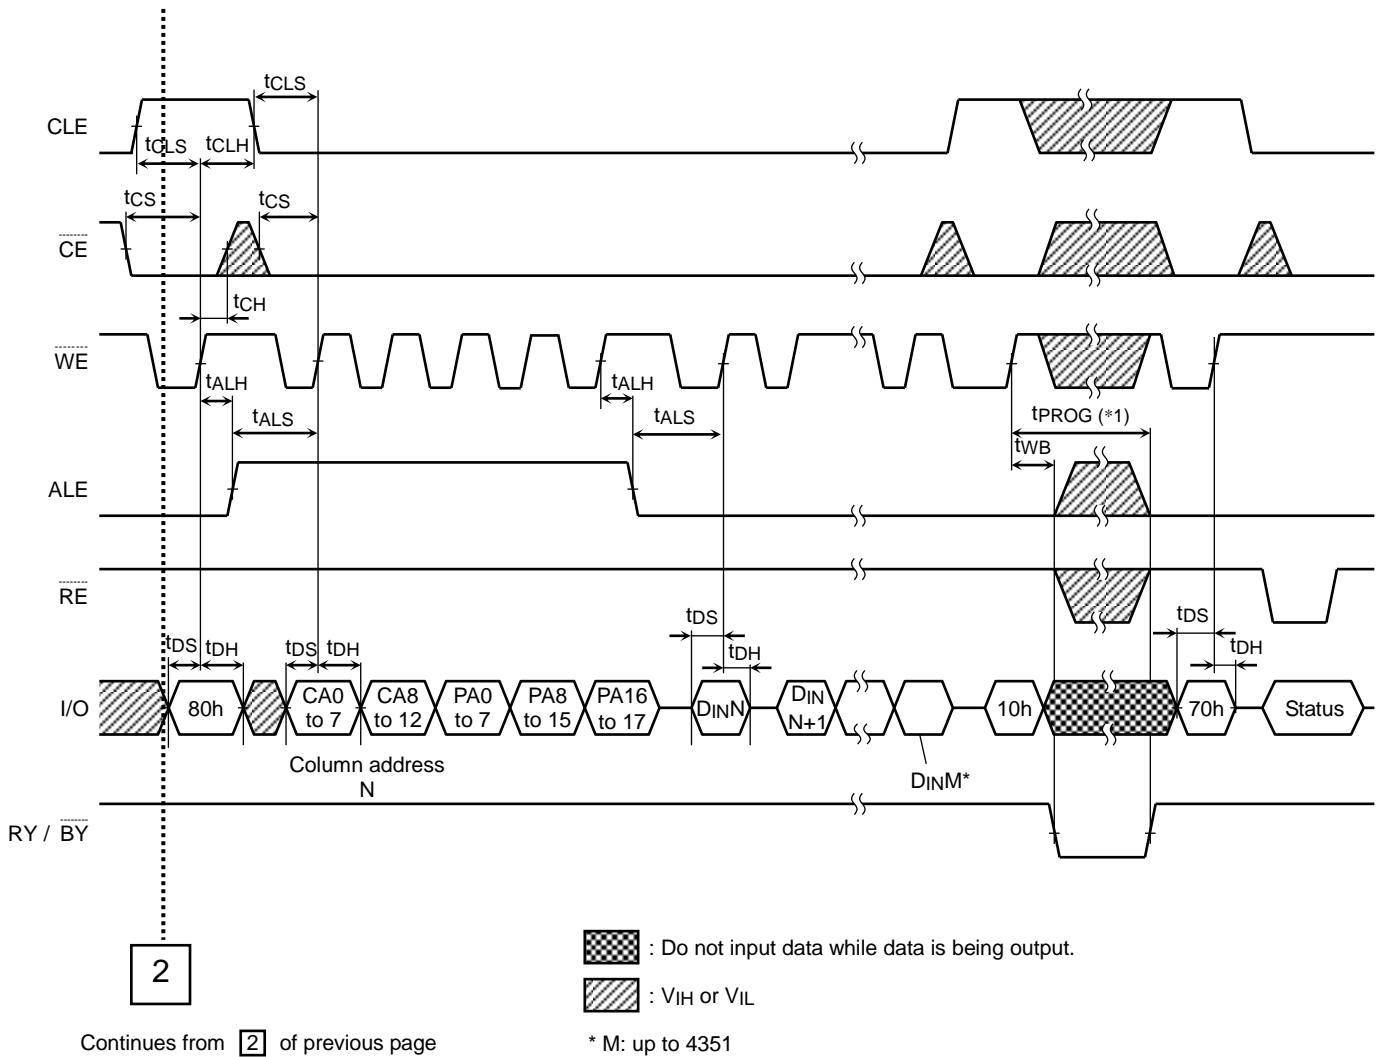 tCLS
CLE
tCLS
tCLH
tCS
tCS
CE
tCH
WE
tALH
tALH
tALS
tALS
tPROG (*1)
tWB
ALE
RE
tDS
tDS
tDH
tDS
tDH
tDH
tDS
tDH
I/O
80h
CA0 to 7
CA8 to 12
PA0 to 7
PA8 to 15
PA16 to 17
DINN
DIN N+1
10h
70h
Status
Column address
N
DINM*
RY / BY
2
: Do not input data while data is being output.
: VIH or VIL
Continues from 2 of previous page
* M: up to 4351